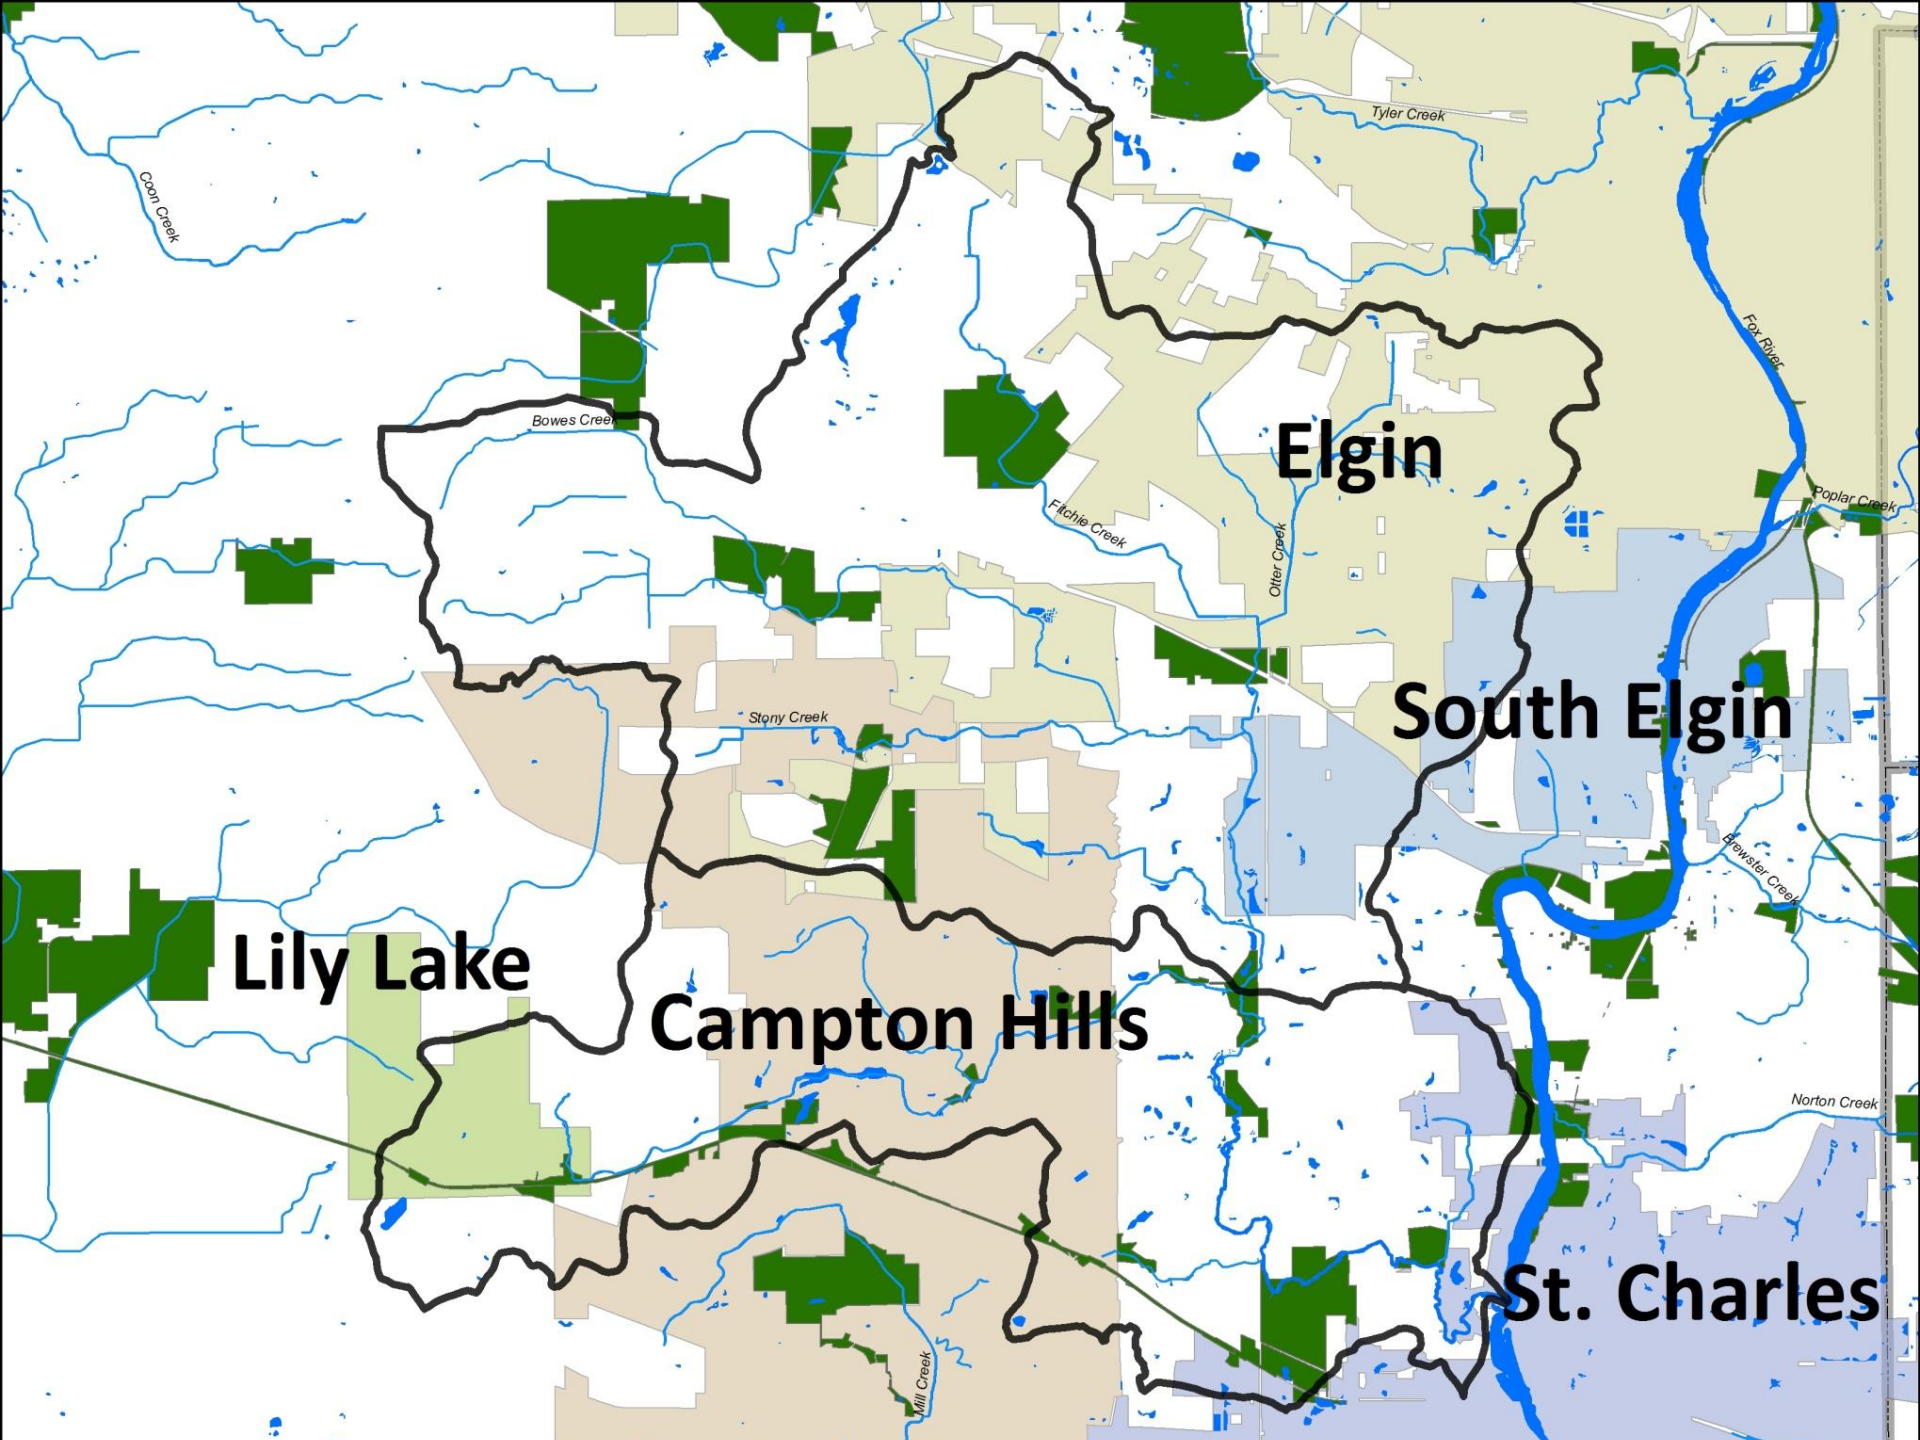 Tyler Creek
Coon Creek
Fox River
Bowes Creek
Elgin
Poplar Creek
Fitchie Creek
Otter Creek
South Elgin
Stony Creek
Brewster Creek
Lily Lake
Campton Hills
Norton Creek
St. Charles
Mill Creek